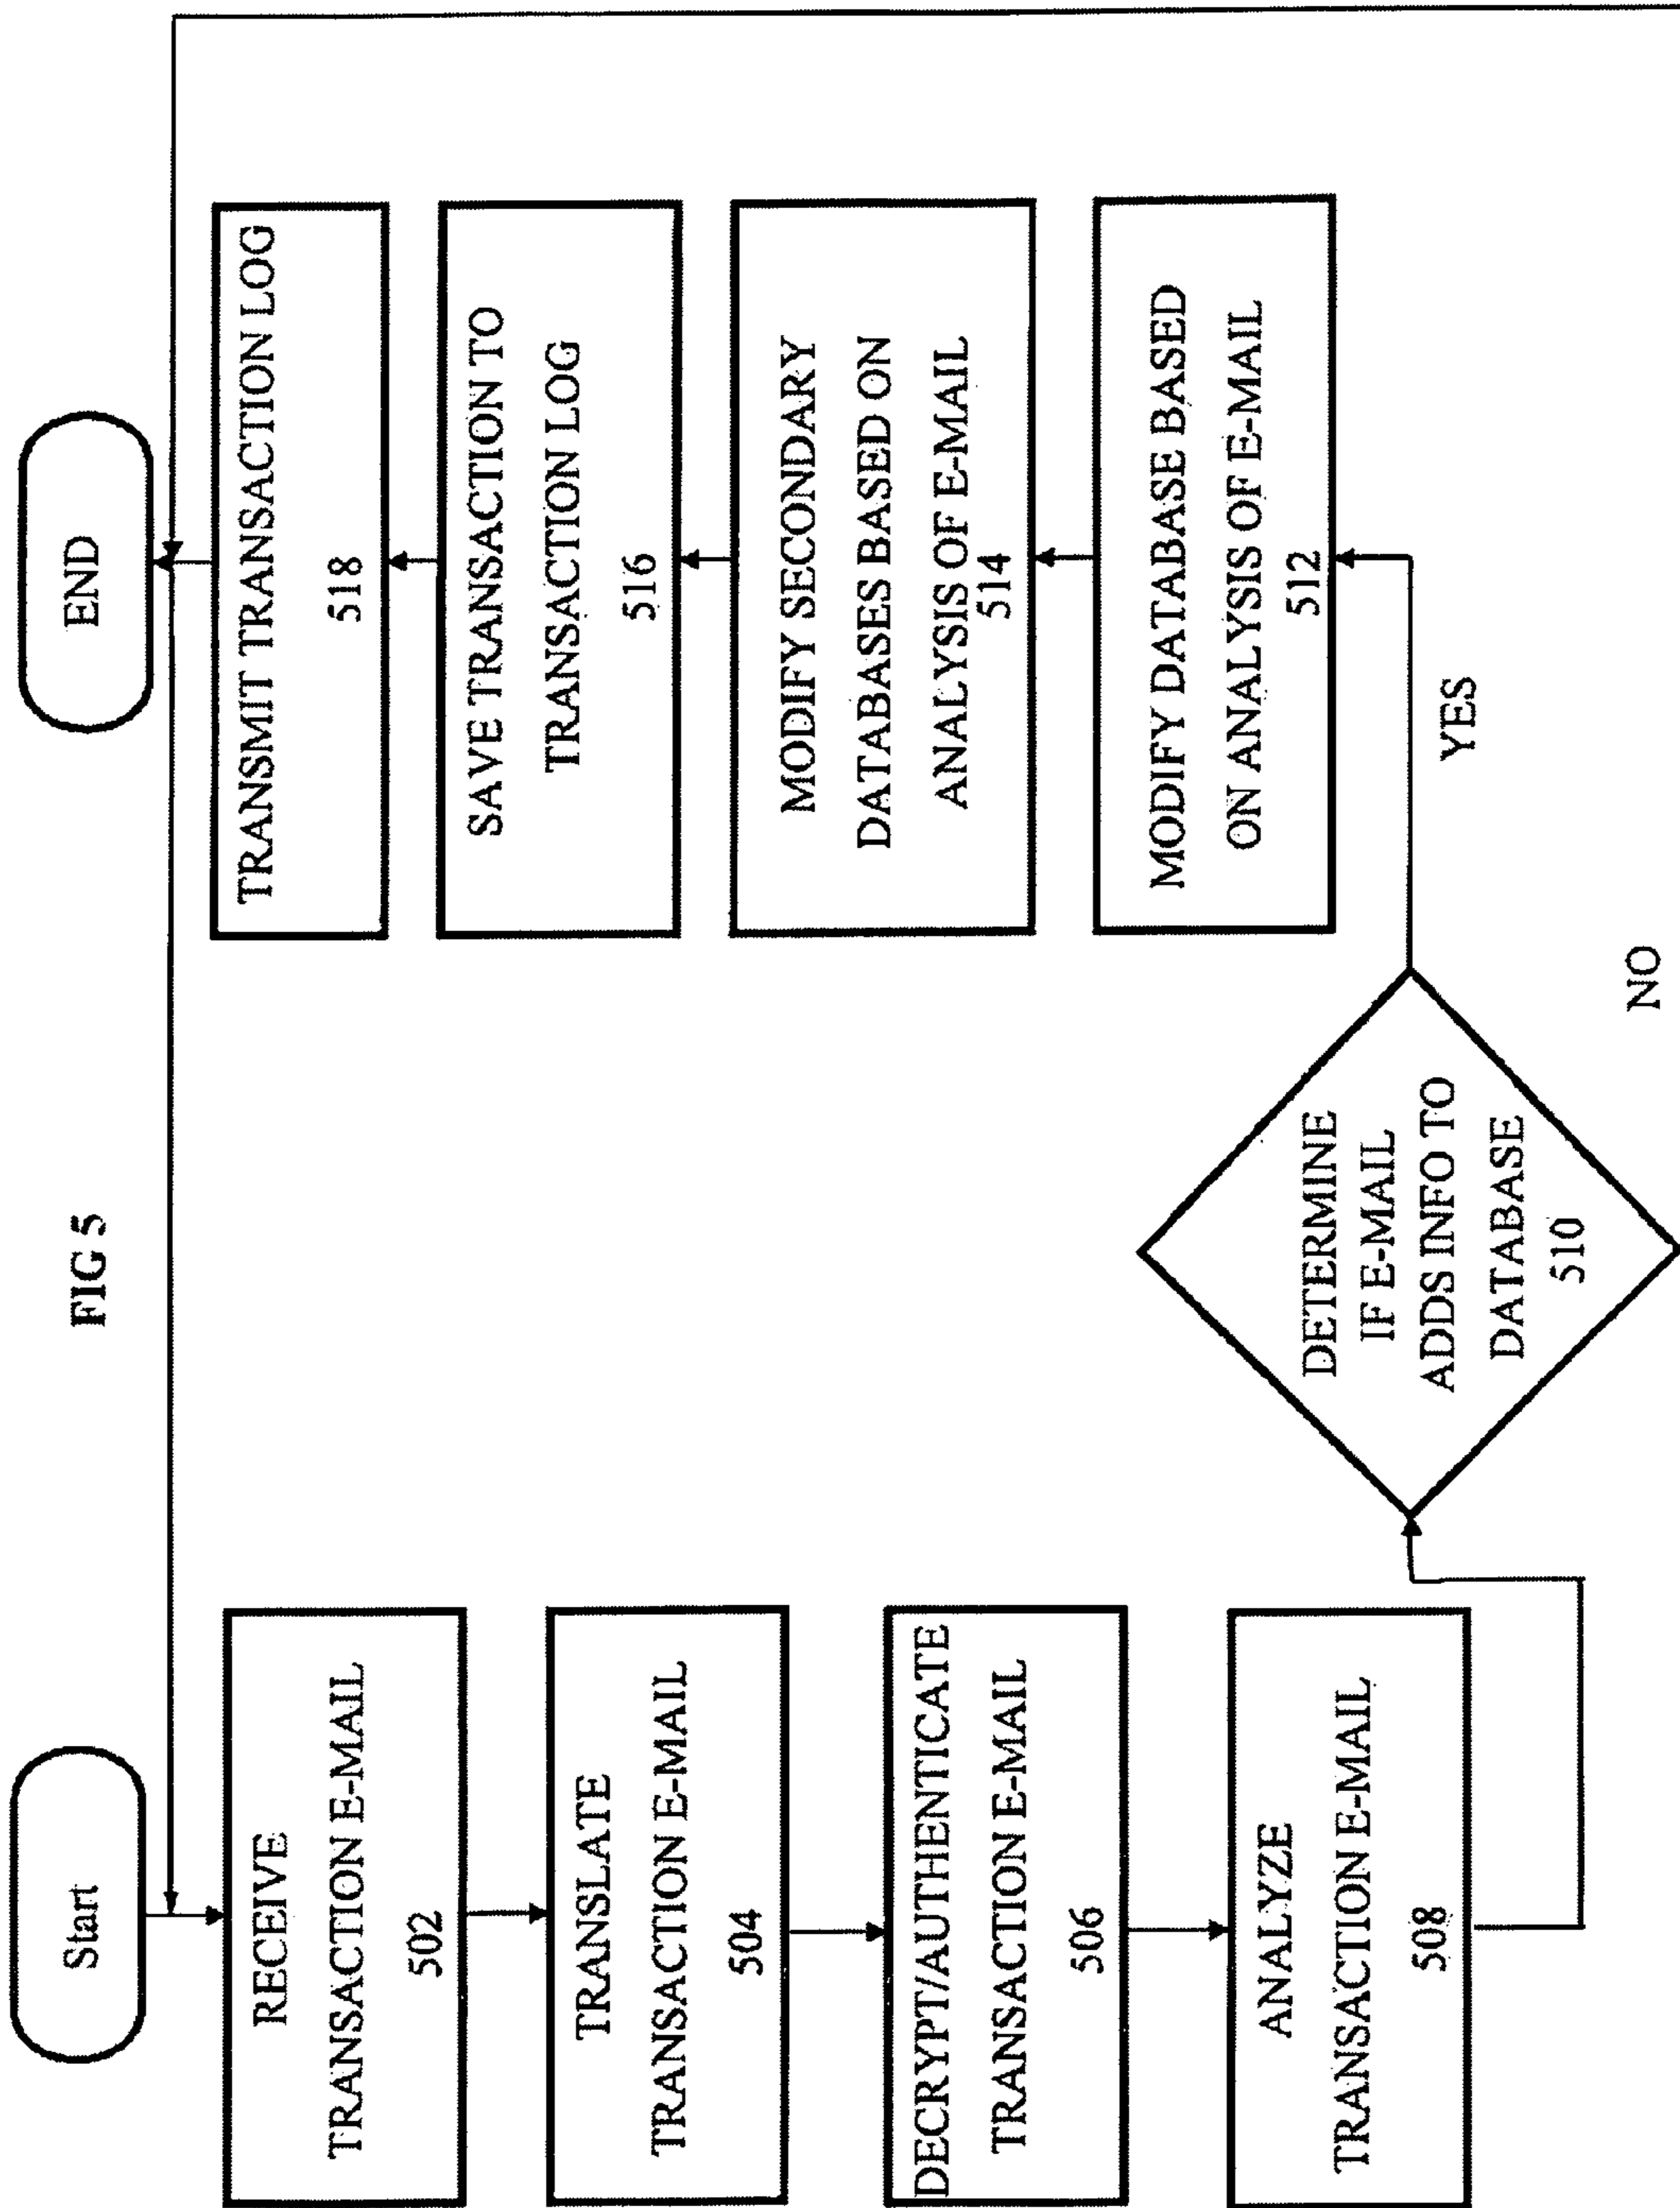 FIG 5
Start
RECEIVE
TRANSACTION E-MAIL
502
TRANSLATE
TRANSACTION E-MAIL
504
DECRYPT/AUTHENTICATE
TRANSACTION E-MAIL
506
ANALYZE
TRANSACTION E-MAIL
508
DETERMINE
IF E-MAIL
ADDS INFO TO
DATABASE
510
NO
YES
MODIFY DATABASE BASED
ON ANALYSIS OF E-MAIL
512
MODIFY SECONDARY
DATABASES BASED ON
ANALYSIS OF E-MAIL
514
SAVE TRANSACTION TO
TRANSACTION LOG
516
TRANSMIT TRANSACTION LOG
518
END